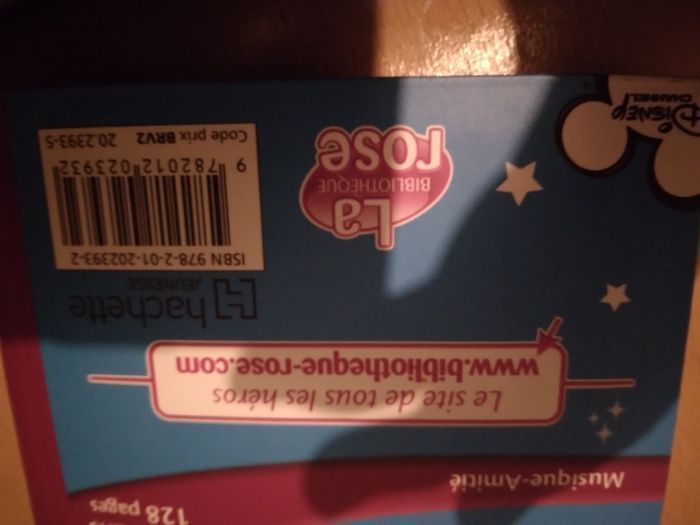 128 pages
Musique-Amitié
Le site de tous les héros
www.bibliotheque-rose.com
hachette
JEUNESSE
ISBN 978-2-01-202393-2
9 782012 023932
Code prix BRV2 20.2393-5
La
BIBLIOTHEQUE
rose
DISNEY
CHANNEL